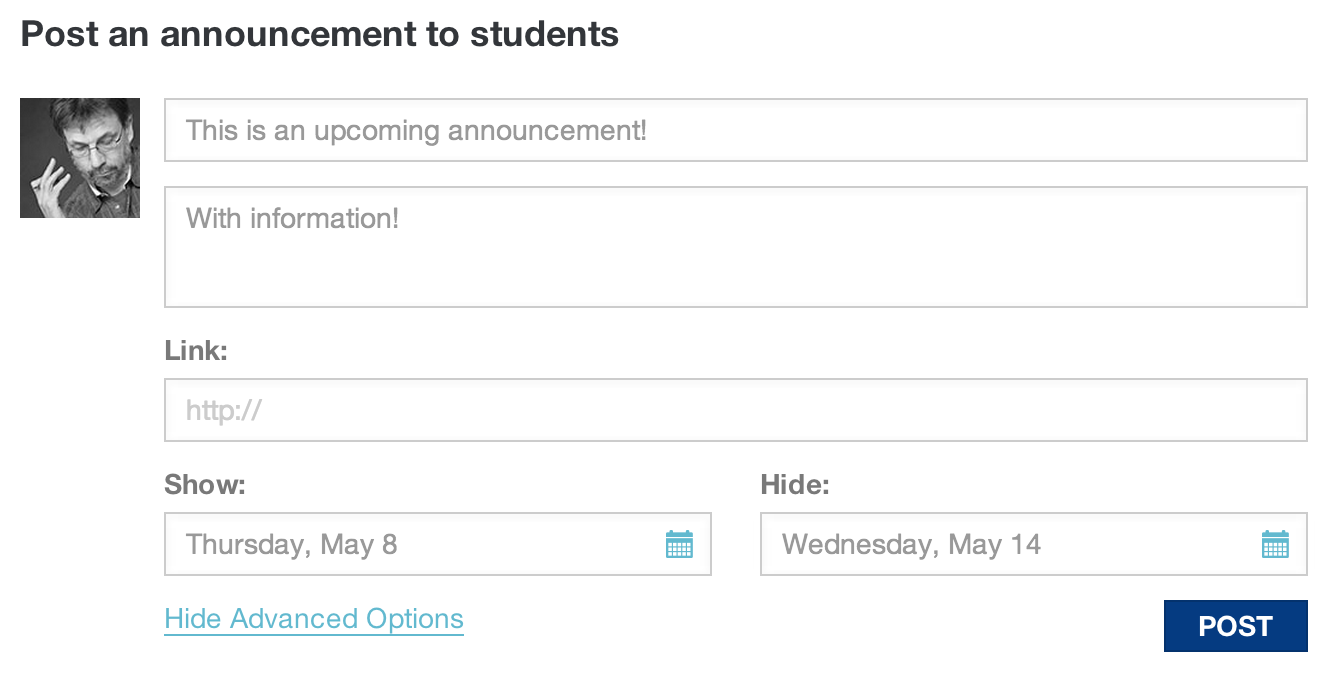 Post an announcement to students
This is an upcoming announcement!
With information!
Link:
http://
Show:
Hide:
Thursday, May 8
Wednesday, May 14
Hide Advanced Options
POST